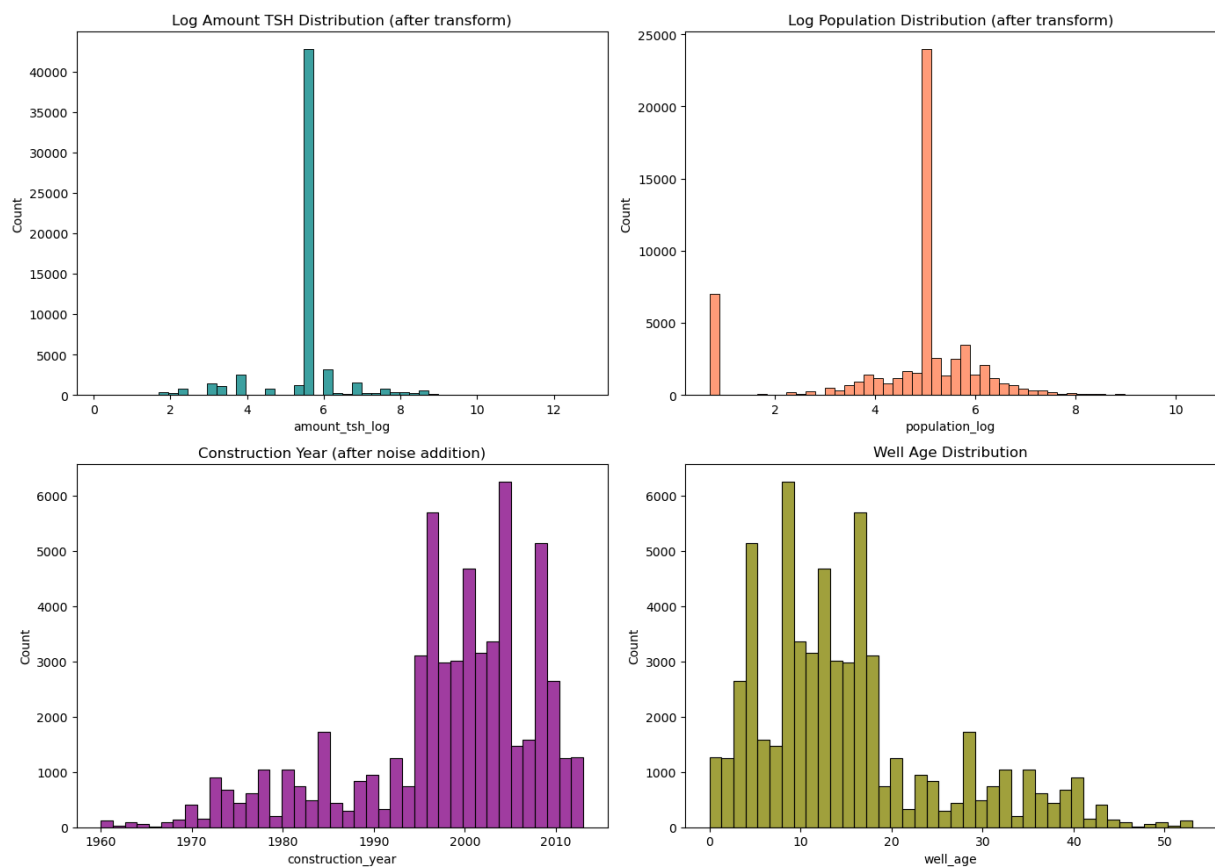 Log Amount TSH Distribution (after transform)
Count
40000
35000
30000
25000
20000
15000
10000
5000
0
0 2 4 6 8 10 12
amount_tsh_log
Log Population Distribution (after transform)
Count
25000
20000
15000
10000
5000
0
2 4 6 8 10
population_log
Construction Year (after noise addition)
Count
6000
5000
4000
3000
2000
1000
0
1960 1970 1980 1990 2000 2010
construction_year
Well Age Distribution
Count
6000
5000
4000
3000
2000
1000
0
0 10 20 30 40 50
well_age